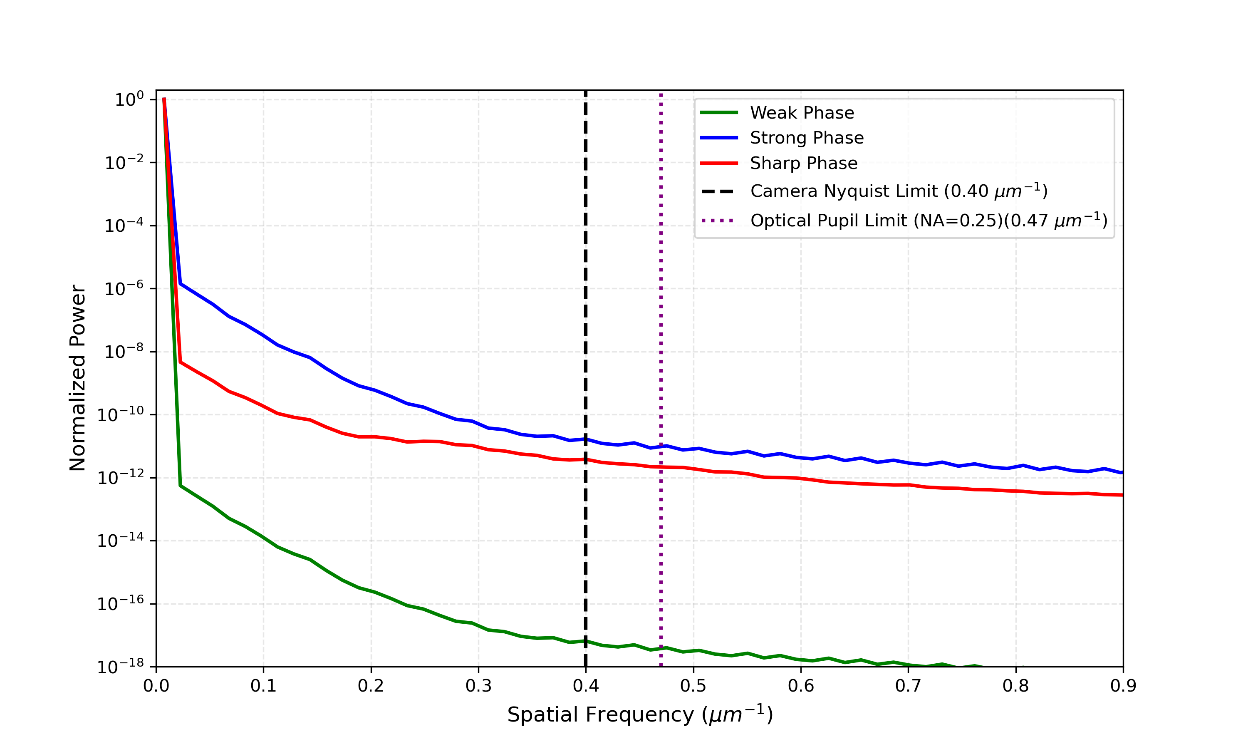 10⁰
10⁻²
10⁻⁴
10⁻⁶
10⁻⁸
10⁻¹⁰
10⁻¹²
10⁻¹⁴
10⁻¹⁶
10⁻¹⁸
Normalized Power
Weak Phase
Strong Phase
Sharp Phase
Camera Nyquist Limit (0.40 μm⁻¹)
Optical Pupil Limit (NA=0.25)(0.47 μm⁻¹)
0.0 0.1 0.2 0.3 0.4 0.5 0.6 0.7 0.8 0.9
Spatial Frequency (μm⁻¹)